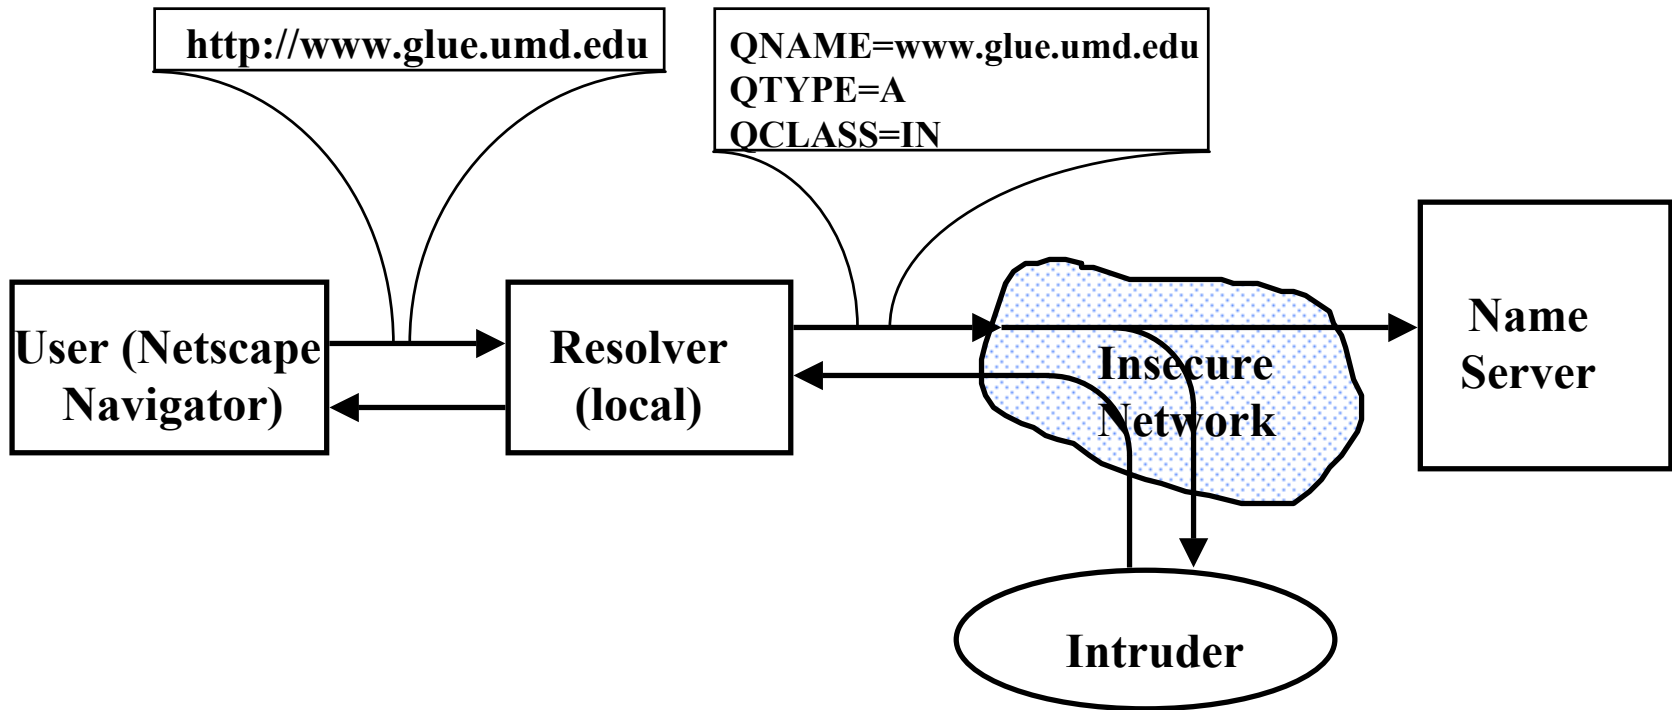 http://www.glue.umd.edu
QNAME=www.glue.umd.edu
QTYPE=A
QCLASS=IN
User (Netscape
Navigator)
Resolver
(local)
Insecure
Network
Name
Server
Intruder